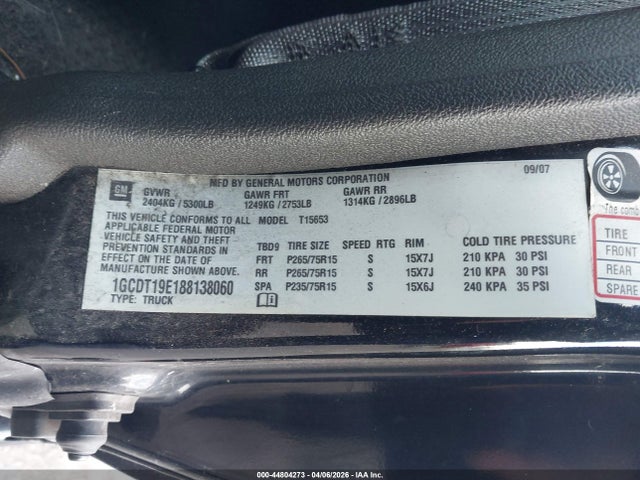 MFD BY GENERAL MOTORS CORPORATION 09/07
GM GVWR GAWR FRT GAWR RR
2404KG / 5300LB 1249KG / 2753LB 1314KG / 2896LB
THIS VEHICLE CONFORMS TO ALL MODEL T15653
APPLICABLE FEDERAL MOTOR
VEHICLE SAFETY AND THEFT
PREVENTION STANDARDS IN
EFFECT ON THE DATE OF
MANUFACTURE SHOWN ABOVE.
1GCDT19E188138060
TYPE: TRUCK
TBD9 TIRE SIZE SPEED RTG RIM COLD TIRE PRESSURE
FRT P265/75R15 S 15X7J 210 KPA 30 PSI
RR P265/75R15 S 15X7J 210 KPA 30 PSI
SPA P235/75R15 S 15X6J 240 KPA 35 PSI
The comb
TIRE
FRONT
REAR
SPARE
000-44804273 - 04/06/2026 - IAA Inc.